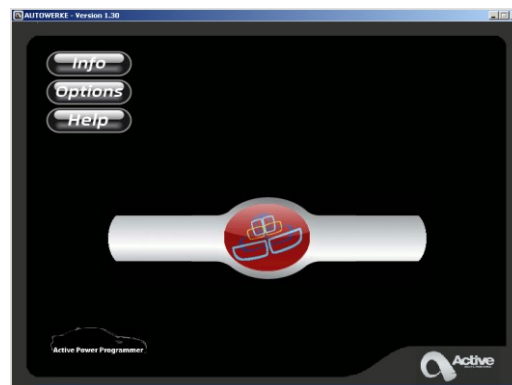 AUTOWERKE - Version 1.30
Info
Options
Help
Active Power Programmer
Active